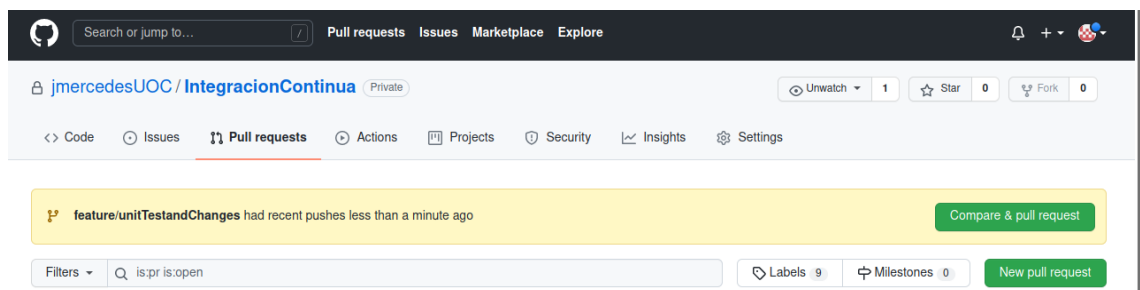 Search or jump to... / Pull requests Issues Marketplace Explore
jmercedesUOC / IntegracionContinua Private Unwatch 1 Star 0 Fork 0
Code Issues Pull requests Actions Projects Security Insights Settings
feature/unitTestandChanges had recent pushes less than a minute ago Compare & pull request
Filters is:pr is:open Labels 9 Milestones 0 New pull request